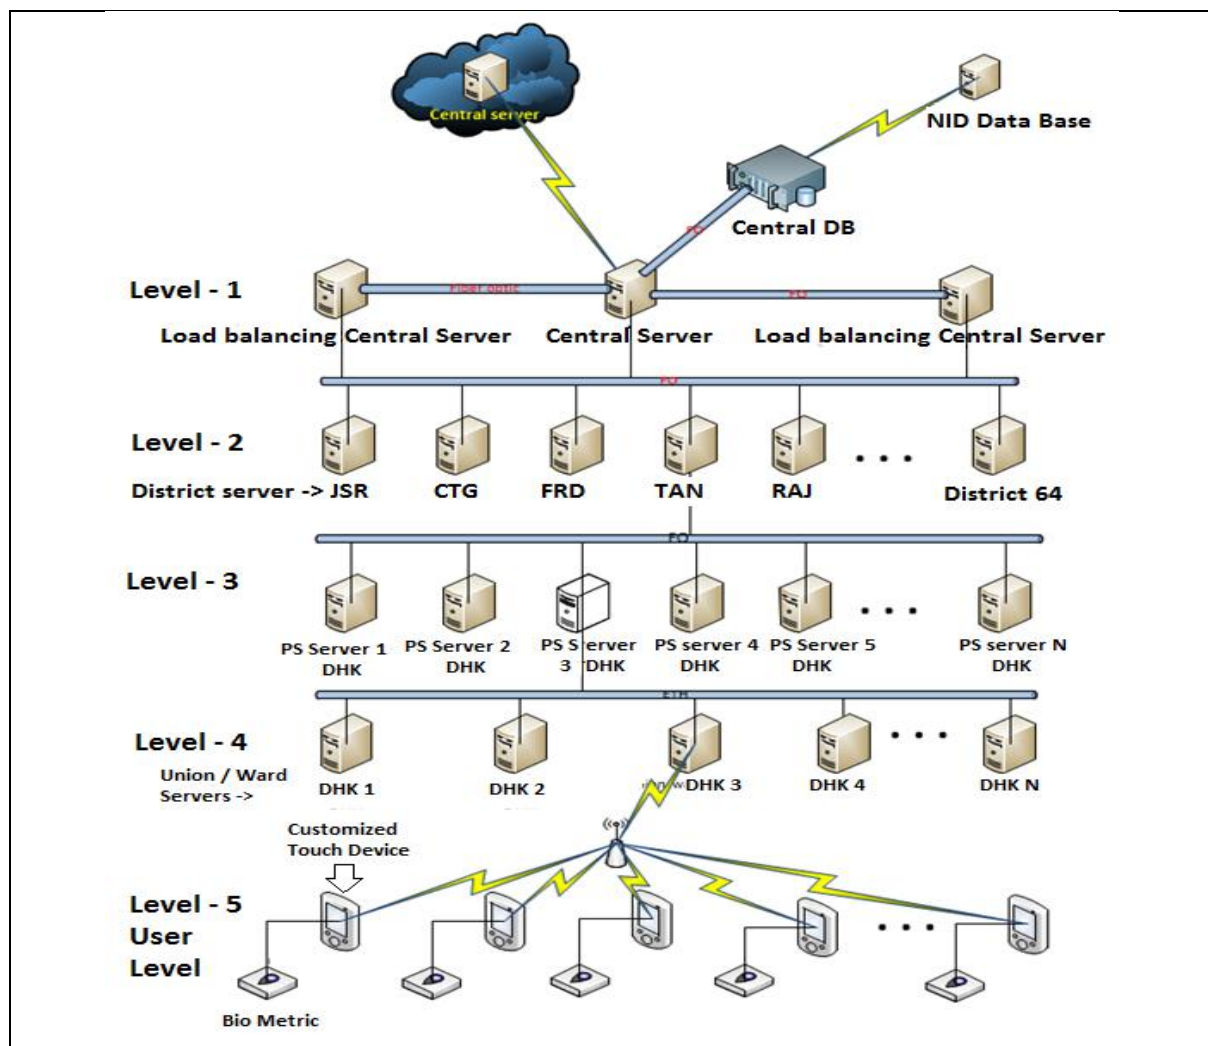 Central server
NID Data Base
Central DB
FO
Level - 1
Fiber optic
FO
Load balancing Central Server
Central Server
Load balancing Central Server
FO
Level - 2
District server -> JSR
CTG
FRD
TAN
RAJ
District 64
FO
Level - 3
PS Server 1
DHK
PS Server 2
DHK
PS Server
3 DHK
PS server 4
DHK
PS Server 5
DHK
PS server N
DHK
ETH
Level - 4
Union / Ward
Servers ->
DHK 1
DHK 2
DHK 3
DHK 4
DHK N
Customized
Touch Device
Level - 5
User
Level
Bio Metric